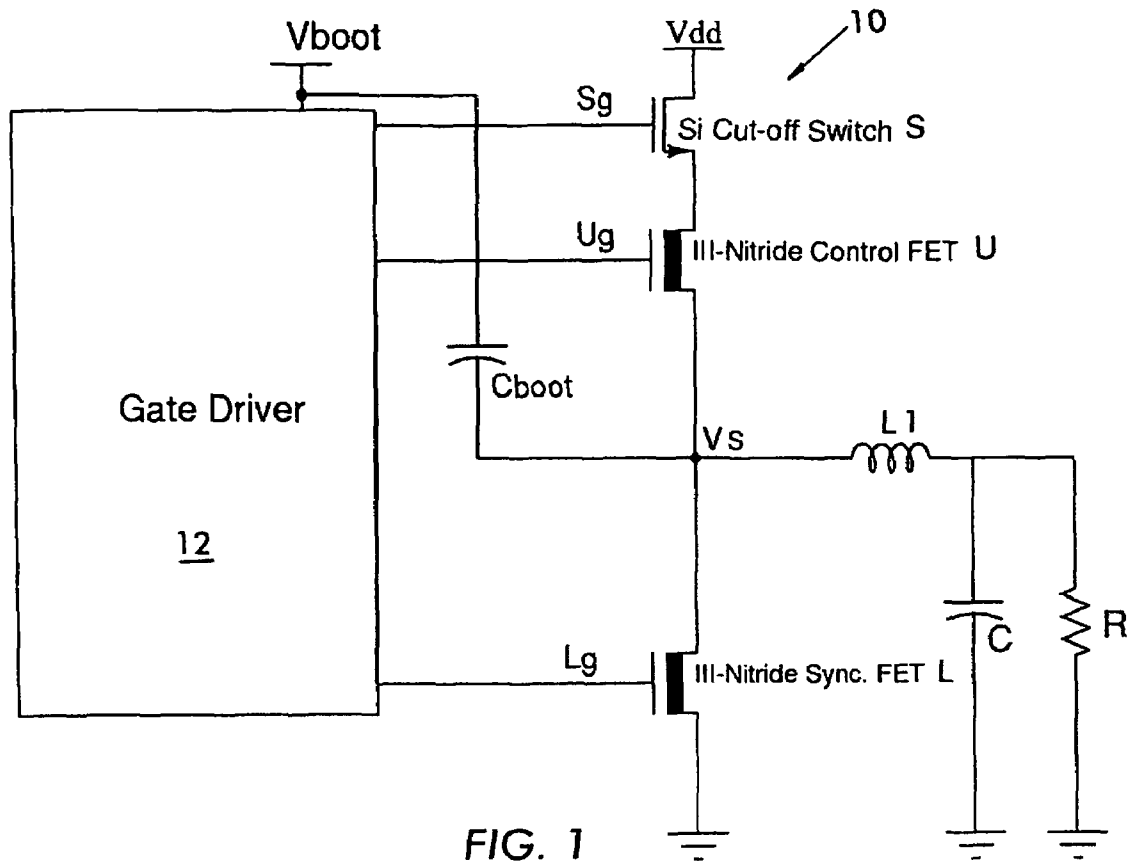 Vboot
Vdd
10
Sg
Si Cut-off Switch S
Ug
III-Nitride Control FET U
Cboot
Gate Driver
Vs
L1
12
C
R
Lg
III-Nitride Sync. FET L
FIG. 1